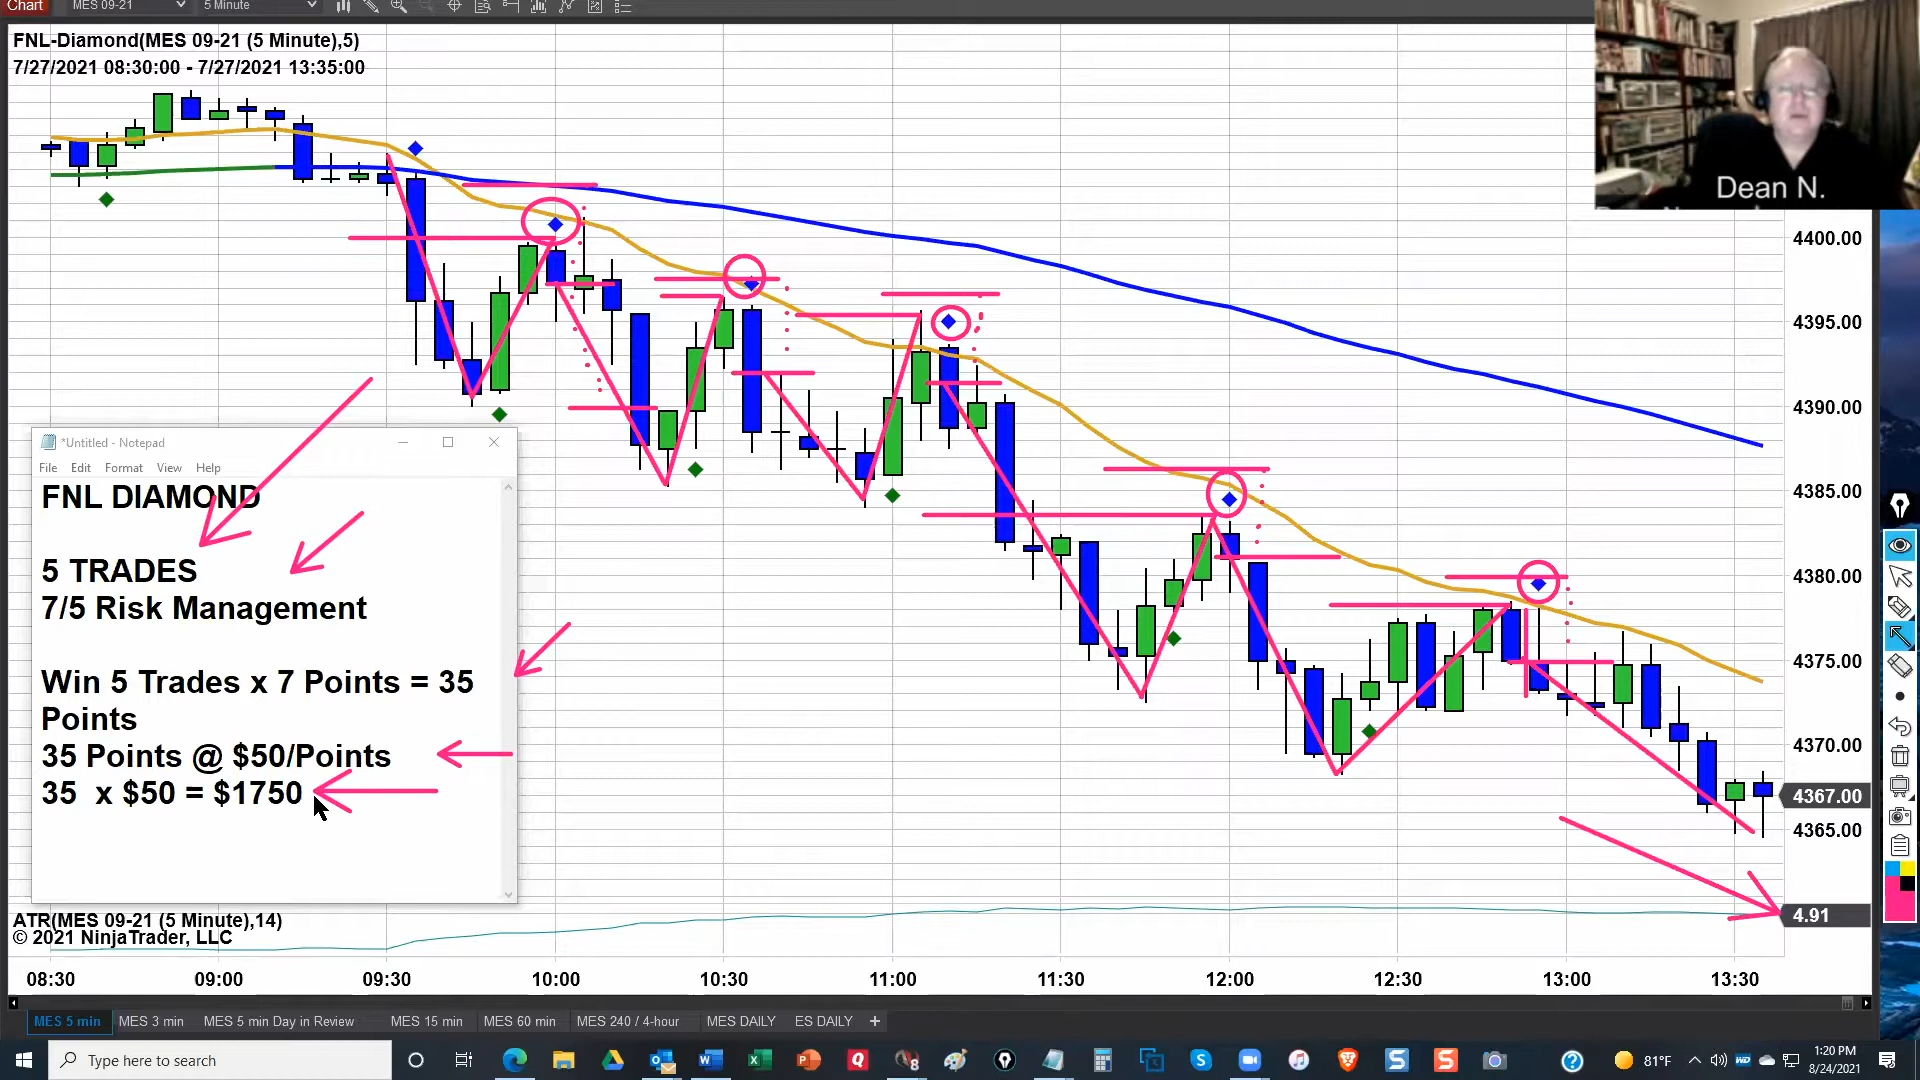 Chart
MES 09-21
5 Minute
FNL-Diamond(MES 09-21 (5 Minute),5)
7/27/2021 08:30:00 - 7/27/2021 13:35:00
Dean N.
4400.00
4395.00
4390.00
4385.00
4380.00
4375.00
4370.00
4367.00
4365.00
4.91
*Untitled - Notepad
File Edit Format View Help
FNL DIAMOND
5 TRADES
7/5 Risk Management
Win 5 Trades x 7 Points = 35
Points
35 Points @ $50/Points
35 x $50 = $1750
ATR(MES 09-21 (5 Minute),14)
© 2021 NinjaTrader, LLC
08:30 09:00 09:30 10:00 10:30 11:00 11:30 12:00 12:30 13:00 13:30
MES 5 min MES 3 min MES 5 min Day in Review MES 15 min MES 60 min MES 240 / 4-hour MES DAILY ES DAILY +
Type here to search
81°F
1:20 PM
8/24/2021